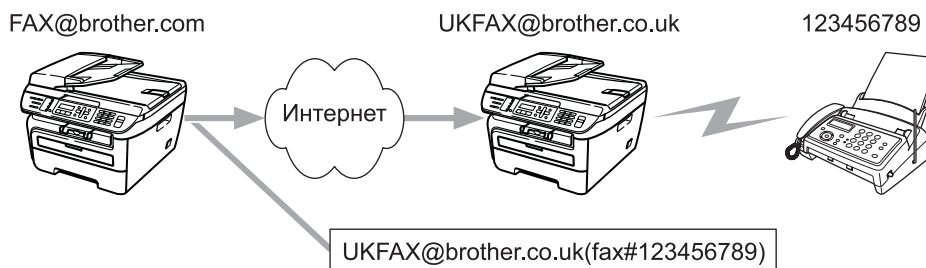 FAX@brother.com
UKFAX@brother.co.uk
123456789
Интернет
UKFAX@brother.co.uk(fax#123456789)